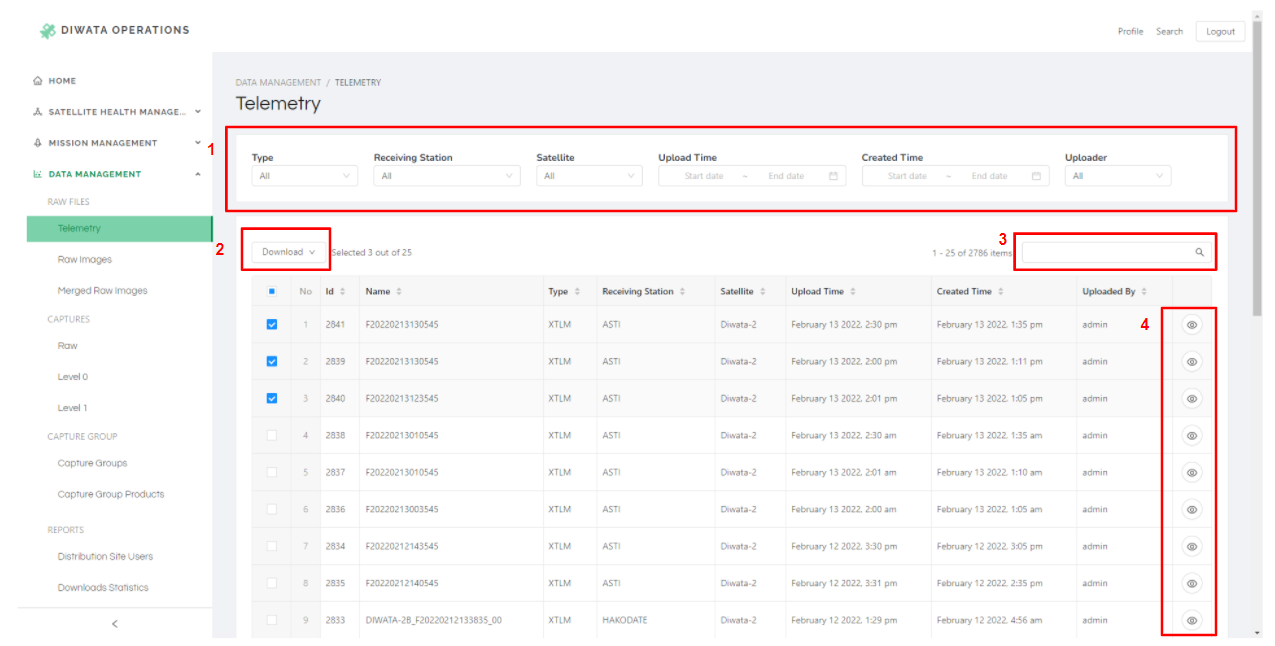 DIWATA OPERATIONS
Profile Search Logout
HOME
SATELLITE HEALTH MANAGE...
MISSION MANAGEMENT
DATA MANAGEMENT
RAW FILES
Telemetry
Raw Images
Merged Raw Images
CAPTURES
Raw
Level 0
Level 1
CAPTURE GROUP
Capture Groups
Capture Group Products
REPORTS
Distribution Site Users
Downloads Statistics
<
DATA MANAGEMENT / TELEMETRY
Telemetry
1
Type Receiving Station Satellite Upload Time Created Time Uploader
All All All Start date ~ End date Start date ~ End date All
2 3
Download Selected 3 out of 25 1 - 25 of 2786 items
No Id Name Type Receiving Station Satellite Upload Time Created Time Uploaded By
4
1 2841 F20220213130545 XTLM ASTI Diwata-2 February 13 2022, 2:30 pm February 13 2022, 1:35 pm admin
2 2839 F20220213130545 XTLM ASTI Diwata-2 February 13 2022, 2:00 pm February 13 2022, 1:11 pm admin
3 2840 F20220213123545 XTLM ASTI Diwata-2 February 13 2022, 2:01 pm February 13 2022, 1:05 pm admin
4 2838 F20220213010545 XTLM ASTI Diwata-2 February 13 2022, 2:30 am February 13 2022, 1:35 am admin
5 2837 F20220213010545 XTLM ASTI Diwata-2 February 13 2022, 2:01 am February 13 2022, 1:10 am admin
6 2836 F20220213003545 XTLM ASTI Diwata-2 February 13 2022, 2:00 am February 13 2022, 1:05 am admin
7 2834 F20220212143545 XTLM ASTI Diwata-2 February 12 2022, 3:30 pm February 12 2022, 3:05 pm admin
8 2835 F20220212140545 XTLM ASTI Diwata-2 February 12 2022, 3:31 pm February 12 2022, 2:35 pm admin
9 2833 DIWATA-2B_F20220212133835_00 XTLM HAKODATE Diwata-2 February 12 2022, 1:29 pm February 12 2022, 4:56 am admin